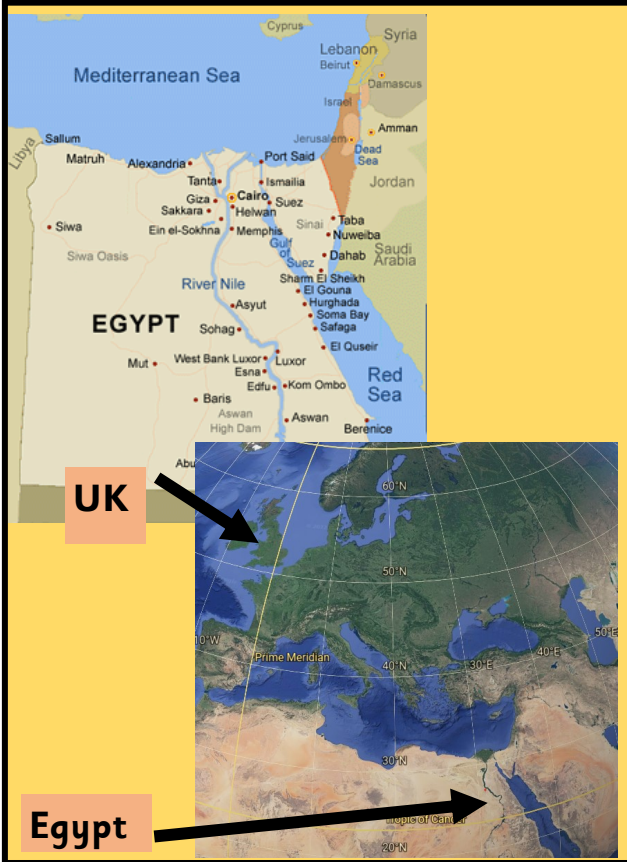 Cyprus
Syria
Lebanon
Beirut
Mediterranean Sea
Damascus
Israel
Libya
Sallum
Matruh
Alexandria
Port Said
Jerusalem
Amman
Dead
Sea
Tanta
Ismailia
Jordan
Giza
Cairo
Suez
Sakkara
Helwan
Sinai
Taba
Siwa
Ein el-Sokhna
Memphis
Nuweiba
Siwa Oasis
Gulf
of
Suez
Dahab
Saudi
Arabia
River Nile
Sharm El Sheikh
El Gouna
Asyut
Hurghada
EGYPT
Soma Bay
Sohag
Safaga
El Quseir
Mut
West Bank Luxor
Luxor
Esna
Red
Sea
Edfu
Kom Ombo
Baris
Aswan
High Dam
Aswan
Berenice
Abu
UK
60°N
50°N
10°W
50°E
Prime Meridian
40°N
30°E
40°E
30°N
Egypt
Tropic of Cancer
20°N